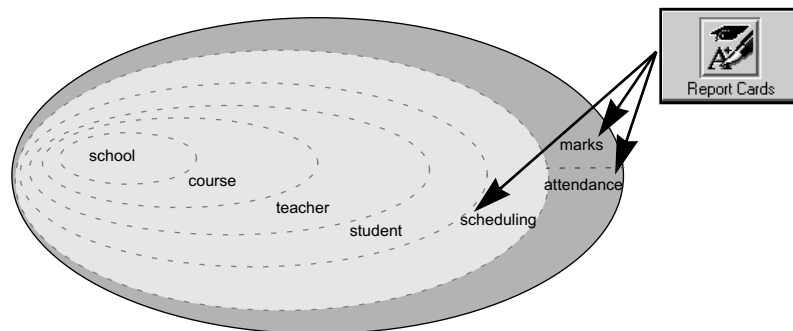 school
course
teacher
student
scheduling
marks
attendance
A+
Report Cards